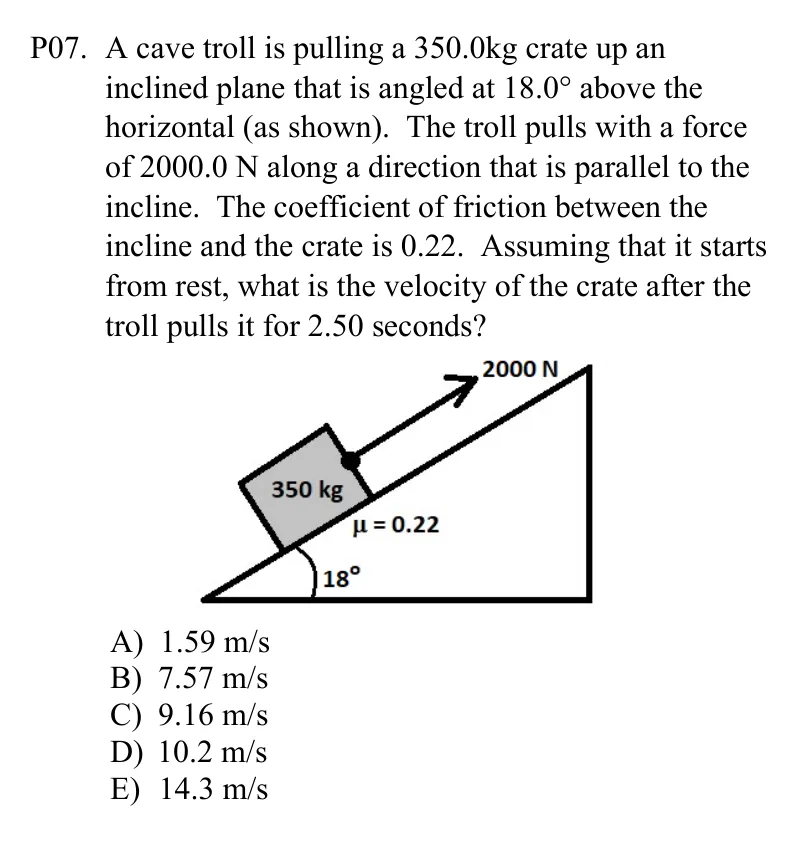 P07. A cave troll is pulling a 350.0kg crate up an
inclined plane that is angled at 18.0° above the
horizontal (as shown). The troll pulls with a force
of 2000.0 N along a direction that is parallel to the
incline. The coefficient of friction between the
incline and the crate is 0.22. Assuming that it starts
from rest, what is the velocity of the crate after the
troll pulls it for 2.50 seconds?
2000 N
350 kg
μ = 0.22
18°
A) 1.59 m/s
B) 7.57 m/s
C) 9.16 m/s
D) 10.2 m/s
E) 14.3 m/s